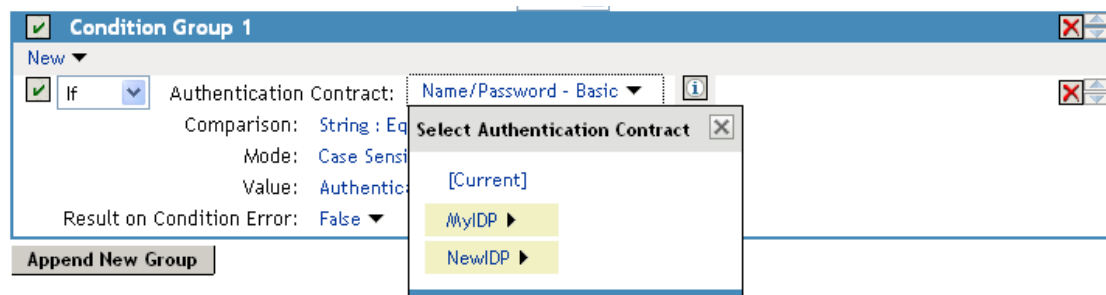 Condition Group 1
New
If Authentication Contract: Name/Password - Basic
Comparison: String : Eq
Mode: Case Sensi
Value: Authentic
Result on Condition Error: False
Append New Group
Select Authentication Contract
[Current]
MyIDP
NewIDP